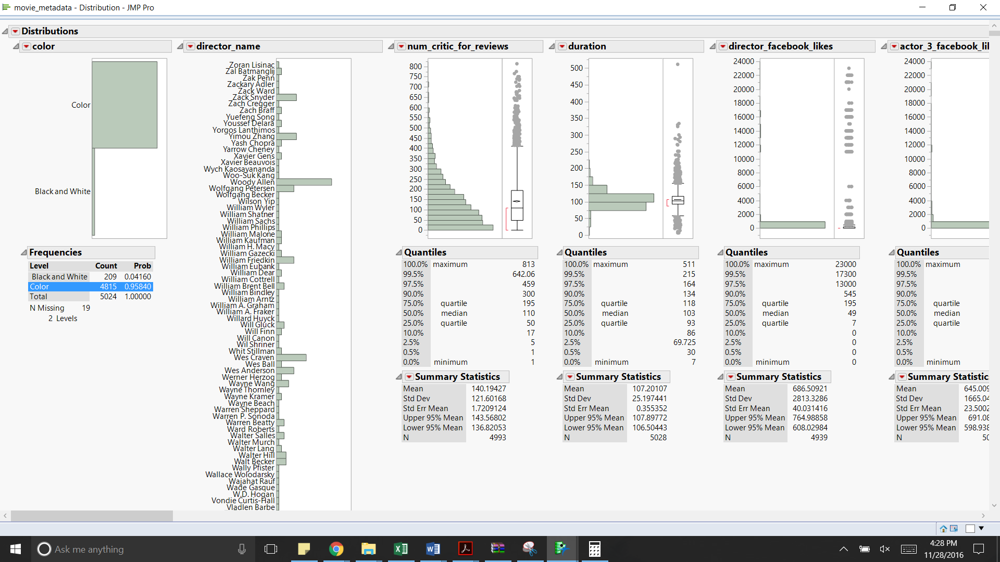 movie_metadata - Distribution - JMP Pro
Distributions
color
Color
Black and White
Frequencies
Level Count Prob
Black and White 209 0.04160
Color 4815 0.95840
Total 5024 1.00000
N Missing 19
2 Levels
director_name
Zoran Lisinac
Zal Batmanglij
Zak Penn
Zackary Adler
Zack Ward
Zack Snyder
Zach Cregger
Zach Braff
Yuefeng Song
Youssef Delara
Yorgos Lanthimos
Yimou Zhang
Yash Chopra
Yarrow Cheney
Xavier Gens
Xavier Beauvois
Wych Kaosayananda
Woo-Suk Kang
Woody Allen
Wolfgang Petersen
Wolfgang Becker
Wilson Yip
William Wyler
William Shatner
William Sachs
William Phillips
William Malone
William Kaufman
William H. Macy
William Gazecki
William Friedkin
William Eubank
William Dear
William Cottrell
William Brent Bell
William Bindley
William Arntz
William A. Graham
William A. Fraker
Willard Huyck
Will Gluck
Will Finn
Will Canon
Wil Shriner
Whit Stillman
Wes Craven
Wes Ball
Wes Anderson
Werner Herzog
Wayne Wang
Wayne Thornley
Wayne Kramer
Wayne Beach
Warren Sheppard
Warren P. Sonoda
Warren Beatty
Ward Roberts
Walter Salles
Walter Murch
Walter Lang
Walter Hill
Walt Becker
Wally Pfister
Wallace Wolodarsky
Wajahat Rauf
Wade Gasque
W.D. Hogan
Vondie Curtis-Hall
Vladlen Barbe
num_critic_for_reviews
800
750
700
650
600
550
500
450
400
350
300
250
200
150
100
50
0
Quantiles
100.0% maximum 813
99.5% 642.06
97.5% 459
90.0% 300
75.0% quartile 195
50.0% median 110
25.0% quartile 50
10.0% 17
2.5% 5
0.5% 1
0.0% minimum 1
Summary Statistics
Mean 140.19427
Std Dev 121.60168
Std Err Mean 1.7209124
Upper 95% Mean 143.56802
Lower 95% Mean 136.82053
N 4993
duration
500
450
400
350
300
250
200
150
100
50
0
Quantiles
100.0% maximum 511
99.5% 215
97.5% 164
90.0% 134
75.0% quartile 118
50.0% median 103
25.0% quartile 93
10.0% 86
2.5% 69.725
0.5% 30
0.0% minimum 7
Summary Statistics
Mean 107.20107
Std Dev 25.197441
Std Err Mean 0.355352
Upper 95% Mean 107.89772
Lower 95% Mean 106.50443
N 5028
director_facebook_likes
24000
22000
20000
18000
16000
14000
12000
10000
8000
6000
4000
2000
0
Quantiles
100.0% maximum 23000
99.5% 17300
97.5% 13000
90.0% 545
75.0% quartile 195
50.0% median 49
25.0% quartile 7
10.0% 0
2.5% 0
0.5% 0
0.0% minimum 0
Summary Statistics
Mean 686.50921
Std Dev 2813.3286
Std Err Mean 40.031416
Upper 95% Mean 764.98858
Lower 95% Mean 608.02984
N 4939
actor_3_facebook_li
24000
22000
20000
18000
16000
14000
12000
10000
8000
6000
4000
2000
0
Quantiles
100.0% maximum
99.5%
97.5%
90.0%
75.0% quartile
50.0% median
25.0% quartile
10.0%
2.5%
0.5%
0.0% minimum
Summary Statistics
Mean 645.009
Std Dev 1665.04
Std Err Mean 23.5002
Upper 95% Mean 691.08
Lower 95% Mean 598.938
N 50
Ask me anything
4:28 PM
11/28/2016